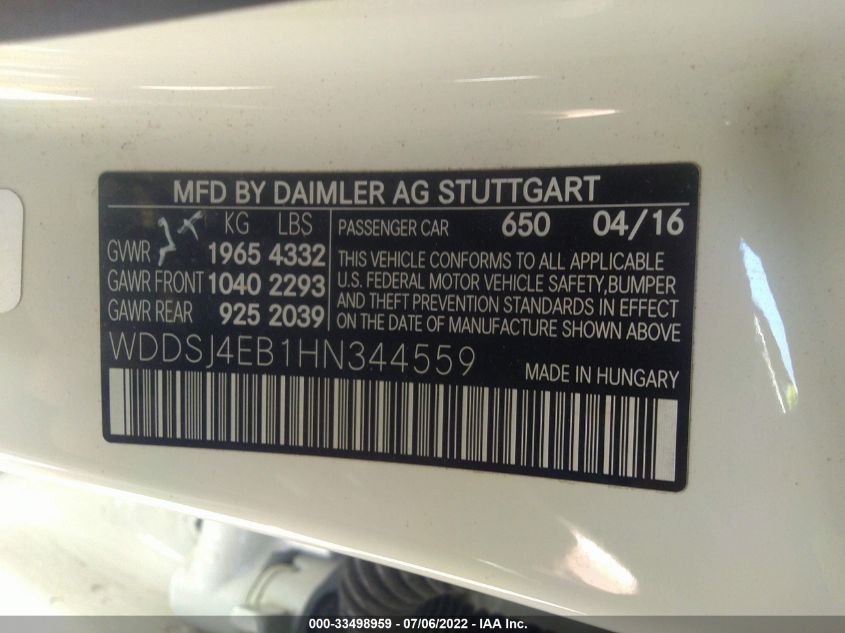 MFD BY DAIMLER AG STUTTGART
KG LBS
GVWR 1965 4332
GAWR FRONT 1040 2293
GAWR REAR 925 2039
PASSENGER CAR 650 04/16
THIS VEHICLE CONFORMS TO ALL APPLICABLE
U.S. FEDERAL MOTOR VEHICLE SAFETY,BUMPER
AND THEFT PREVENTION STANDARDS IN EFFECT
ON THE DATE OF MANUFACTURE SHOWN ABOVE
WDDSJ4EB1HN344559
MADE IN HUNGARY
000-33498959 - 07/06/2022 - IAA Inc.